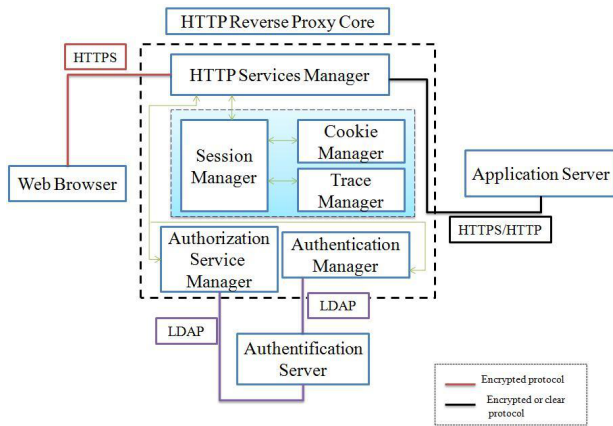 HTTP Reverse Proxy Core
HTTPS
HTTP Services Manager
Session
Manager
Cookie
Manager
Trace
Manager
Web Browser
Application Server
HTTPS/HTTP
Authorization
Service
Manager
Authentication
Manager
LDAP
LDAP
Authentification
Server
Encrypted protocol
Encrypted or clear
protocol